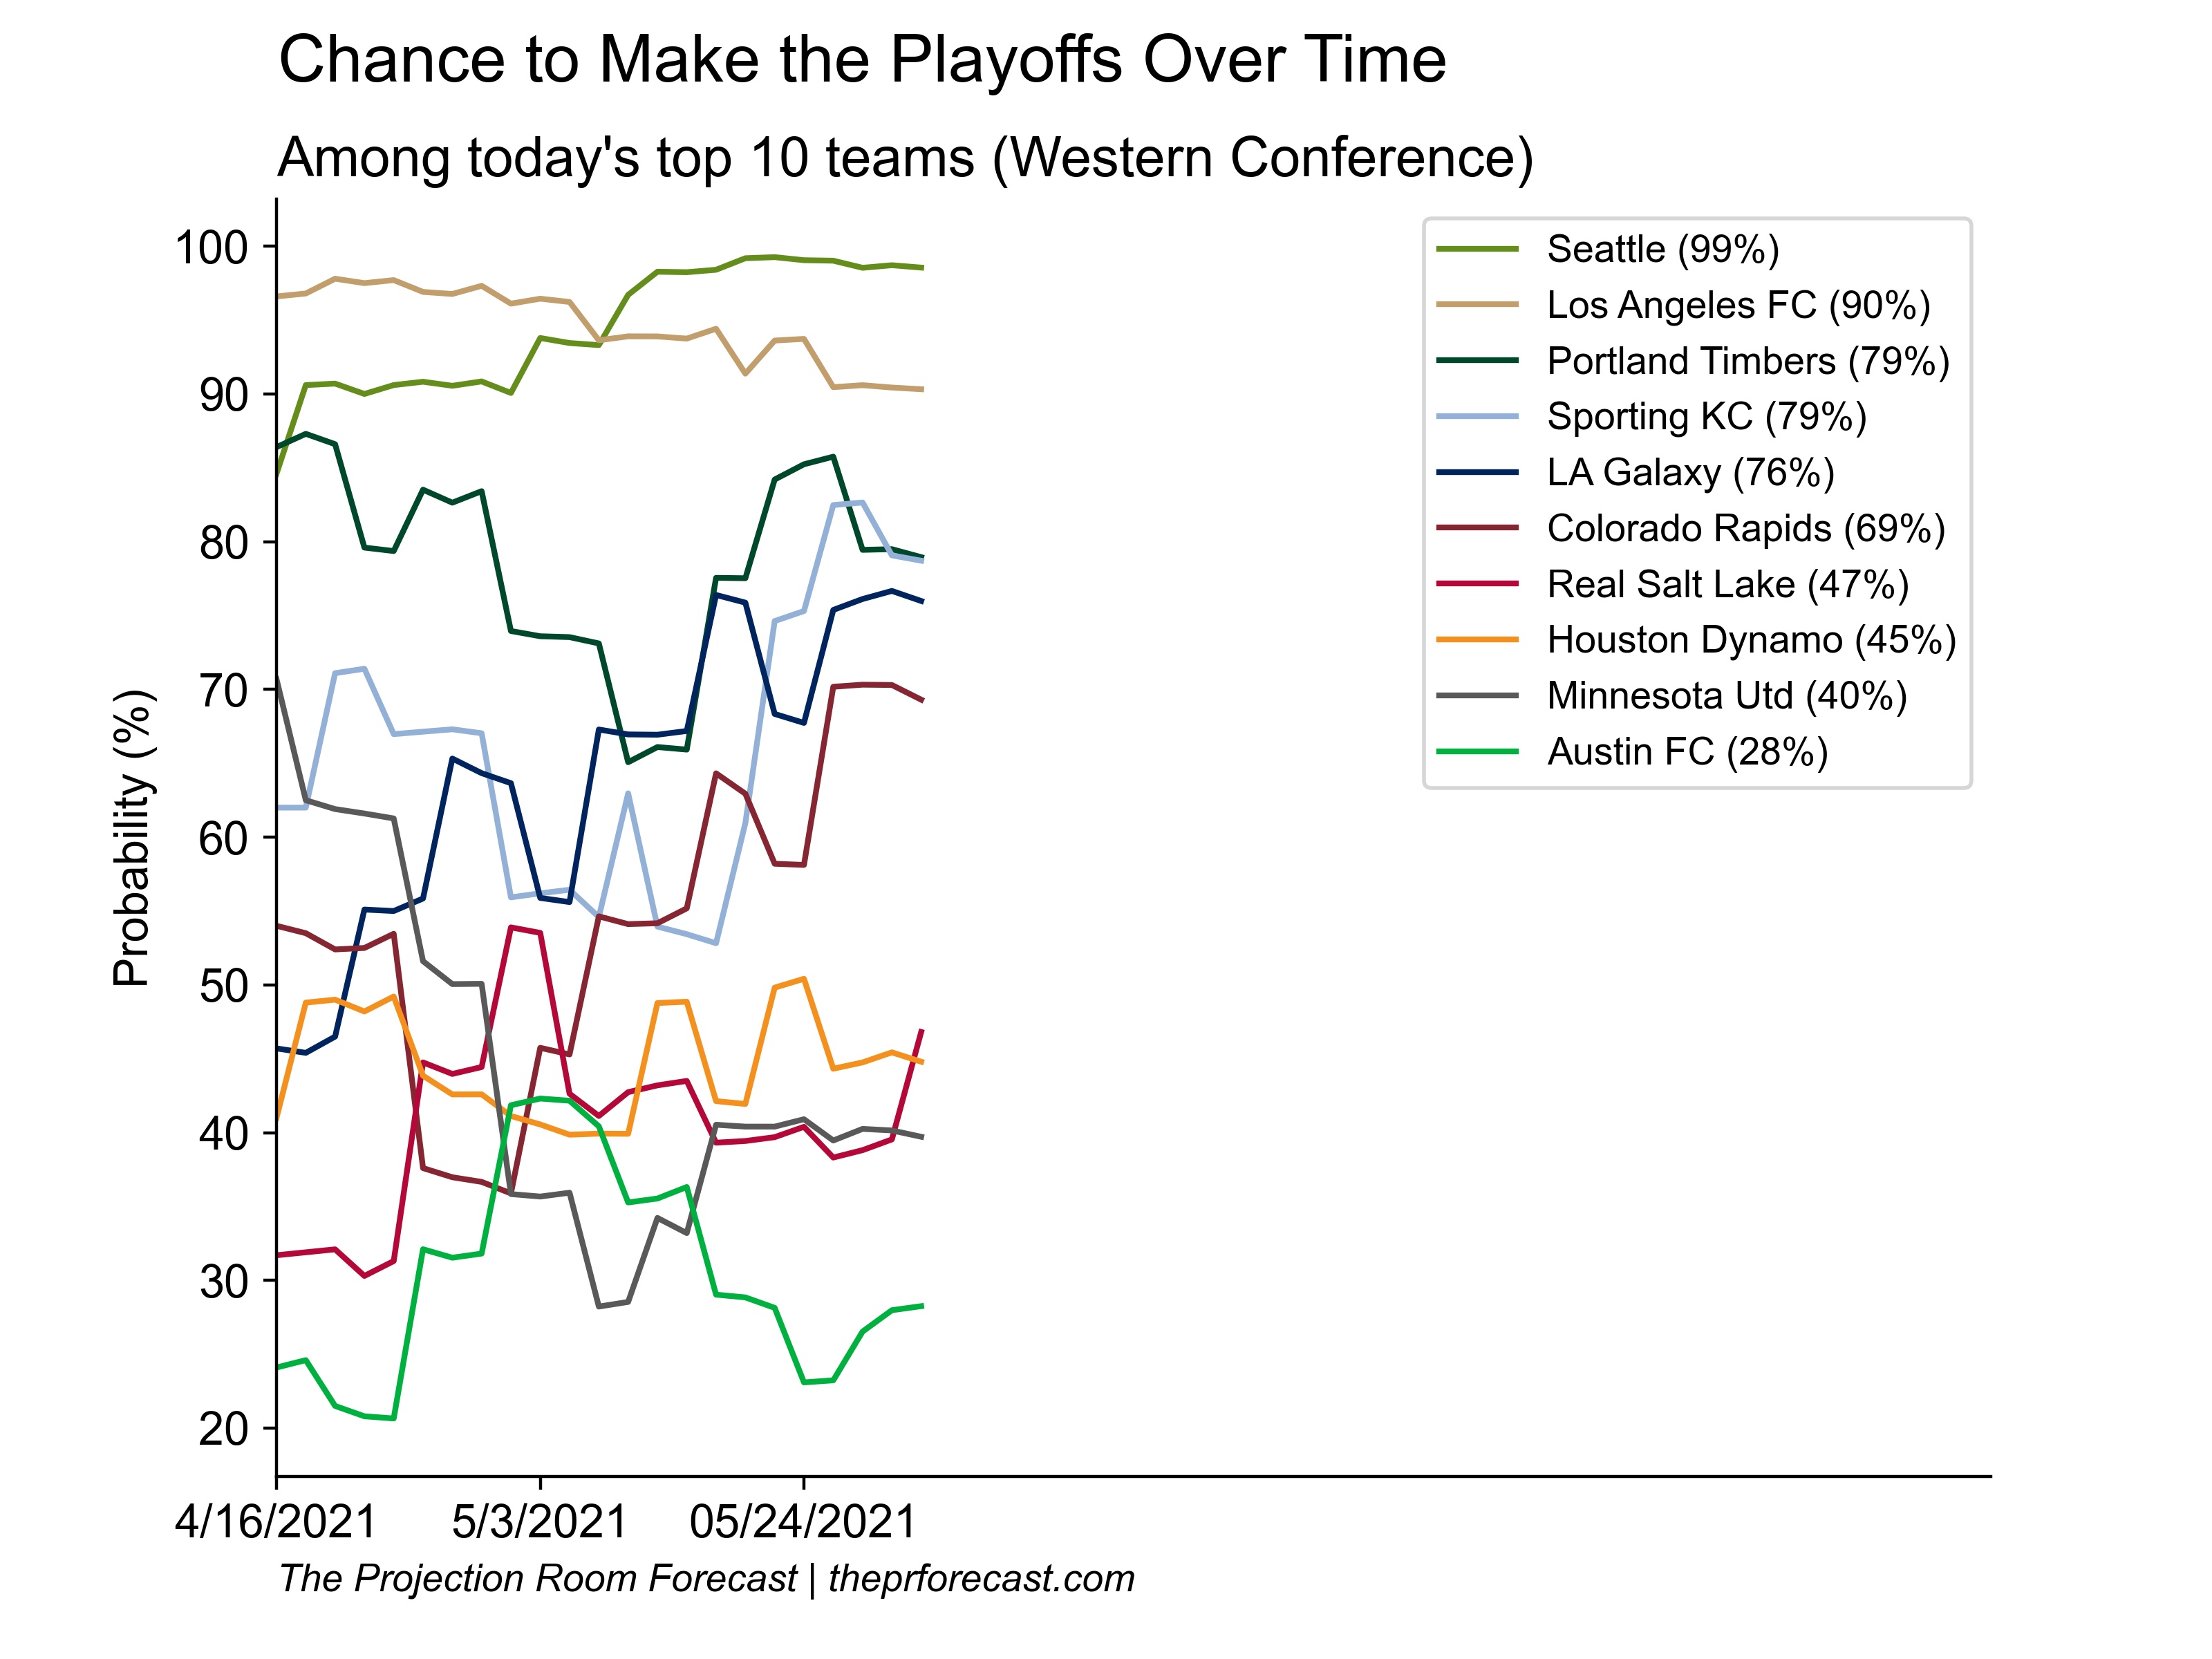 Chance to Make the Playoffs Over Time
Among today's top 10 teams (Western Conference)
100
90
80
70
60
50
40
30
20
Probability (%)
Seattle (99%)
Los Angeles FC (90%)
Portland Timbers (79%)
Sporting KC (79%)
LA Galaxy (76%)
Colorado Rapids (69%)
Real Salt Lake (47%)
Houston Dynamo (45%)
Minnesota Utd (40%)
Austin FC (28%)
4/16/2021
5/3/2021
05/24/2021
The Projection Room Forecast | theprforecast.com